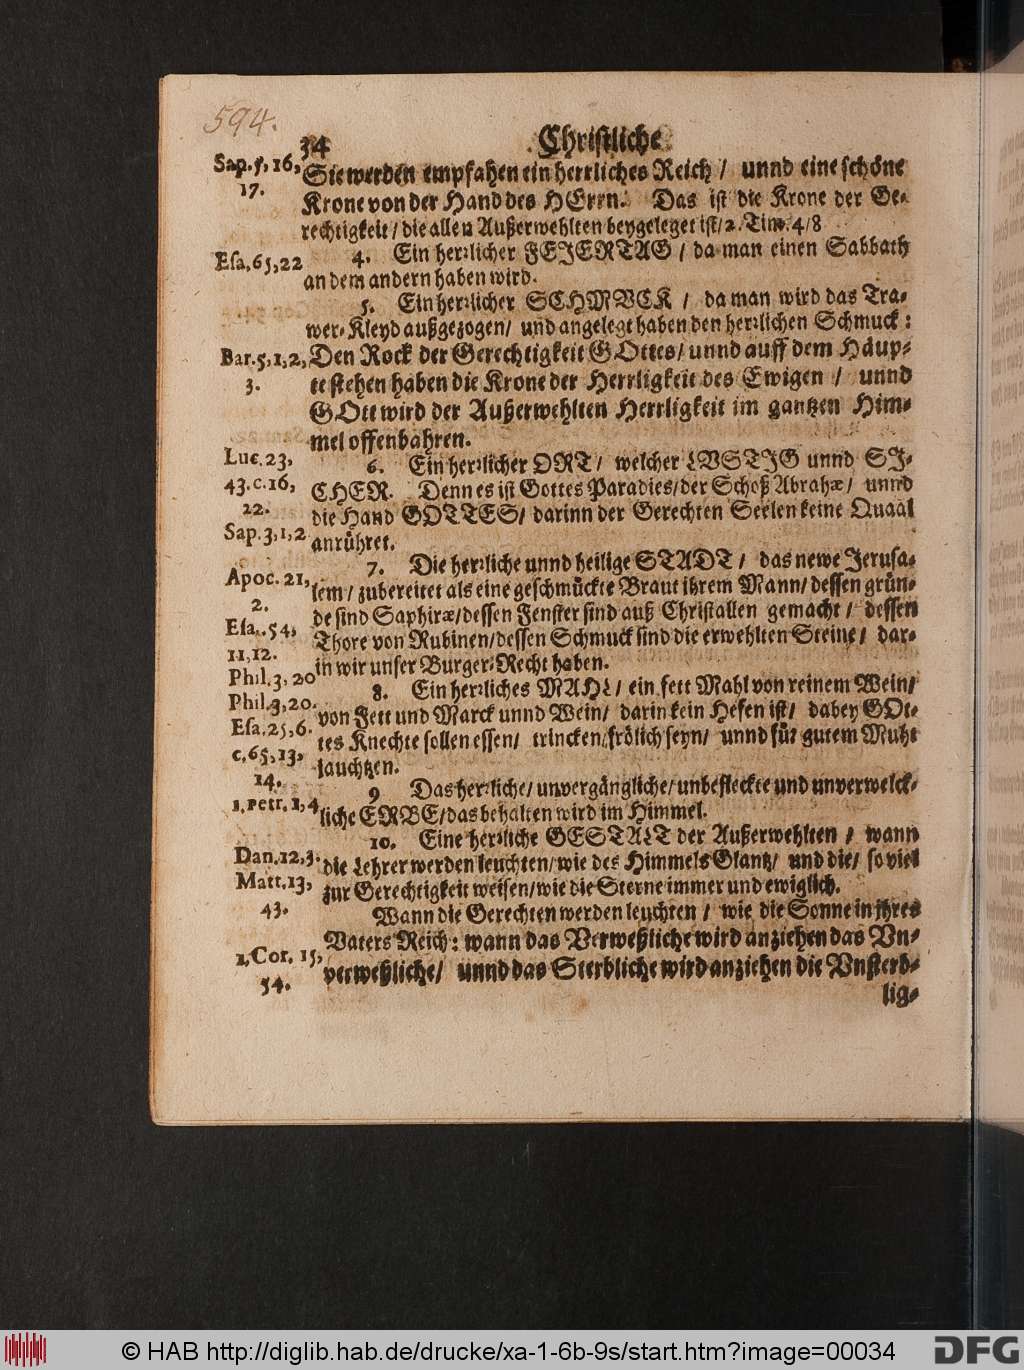 594.
34 Christliche
Sap. 5, 16,
17.
Sie werden empfahen ein herrliches Reich / unnd eine schöne
Krone von der Hand des HErrn. Das ist die Krone der Ge-
rechtigkeit / die allen Außerwehlten beygeleget ist / 2. Tim. 4/8
Esa, 65, 22
4. Ein herꝛlicher FEJERTAG / da man einen Sabbath
an dem andern haben wird.
5. Ein herꝛlicher SCHMVCK / da man wird das Tra-
wer-Kleyd außgezogen / und angelegt haben den herꝛlichen Schmuck:
Bar. 5, 1, 2,
3.
Den Rock der Gerechtigkeit GOttes / unnd auff dem Häup-
te stehen haben die Krone der Herrligkeit des Ewigen / unnd
GOtt wird der Außerwehlten Herrligkeit im gantzen Him-
mel offenbahren.
Luc. 23,
43. c. 16,
22.
Sap. 3, 1, 2
6. Ein herꝛlicher ORT / welcher LVSTJG unnd SJ-
CHER. Denn es ist Gottes Paradies / der Schoß Abrahæ / unnd
die Hand GOTTES / darinn der Gerechten Seelen keine Quaal
anrühret.
Apoc. 21,
2.
Esa. 54,
11, 12.
Phil. 3, 20
7. Die herꝛliche unnd heilige STADT / das newe Jerusa-
lem / zubereitet als eine geschmückte Braut ihrem Mann / dessen grün-
de sind Saphiræ / dessen Fenster sind auß Christallen gemacht / dessen
Thore von Rubinen / dessen Schmuck sind die erwehlten Steine / dar-
in wir unser Burger-Recht haben.
Phil. 3, 20.
Esa. 25, 6.
c, 65, 13,
14.
8. Ein herꝛliches MAHL / ein fett Mahl von reinem Wein /
von Fett und Marck unnd Wein / darin kein Hefen ist / dabey GOt-
tes Knechte sollen essen / trincken / frölich seyn / unnd für gutem Muht
jauchtzen.
1. Petr. 1, 4
9 Das herꝛliche / unvergängliche / unbefleckte und unverwelck-
liche ERBE / das behalten wird im Himmel.
Dan. 12, 3.
Matt. 13,
43.
10. Eine herꝛliche GESTALT der Außerwehlten / wann
die Lehrer werden leuchten / wie des Himmels Glantz / und die / so viel
zur Gerechtigkeit weisen / wie die Sterne immer und ewiglich.
Wann die Gerechten werden leuchten / wie die Sonne in ihres
1. Cor. 15,
54.
Vaters Reich: wann das Verweßliche wird anziehen das Vn-
verweßliche / unnd das Sterbliche wird anziehen die Vnsterb-
lig-
© HAB http://diglib.hab.de/drucke/xa-1-6b-9s/start.htm?image=00034
DFG